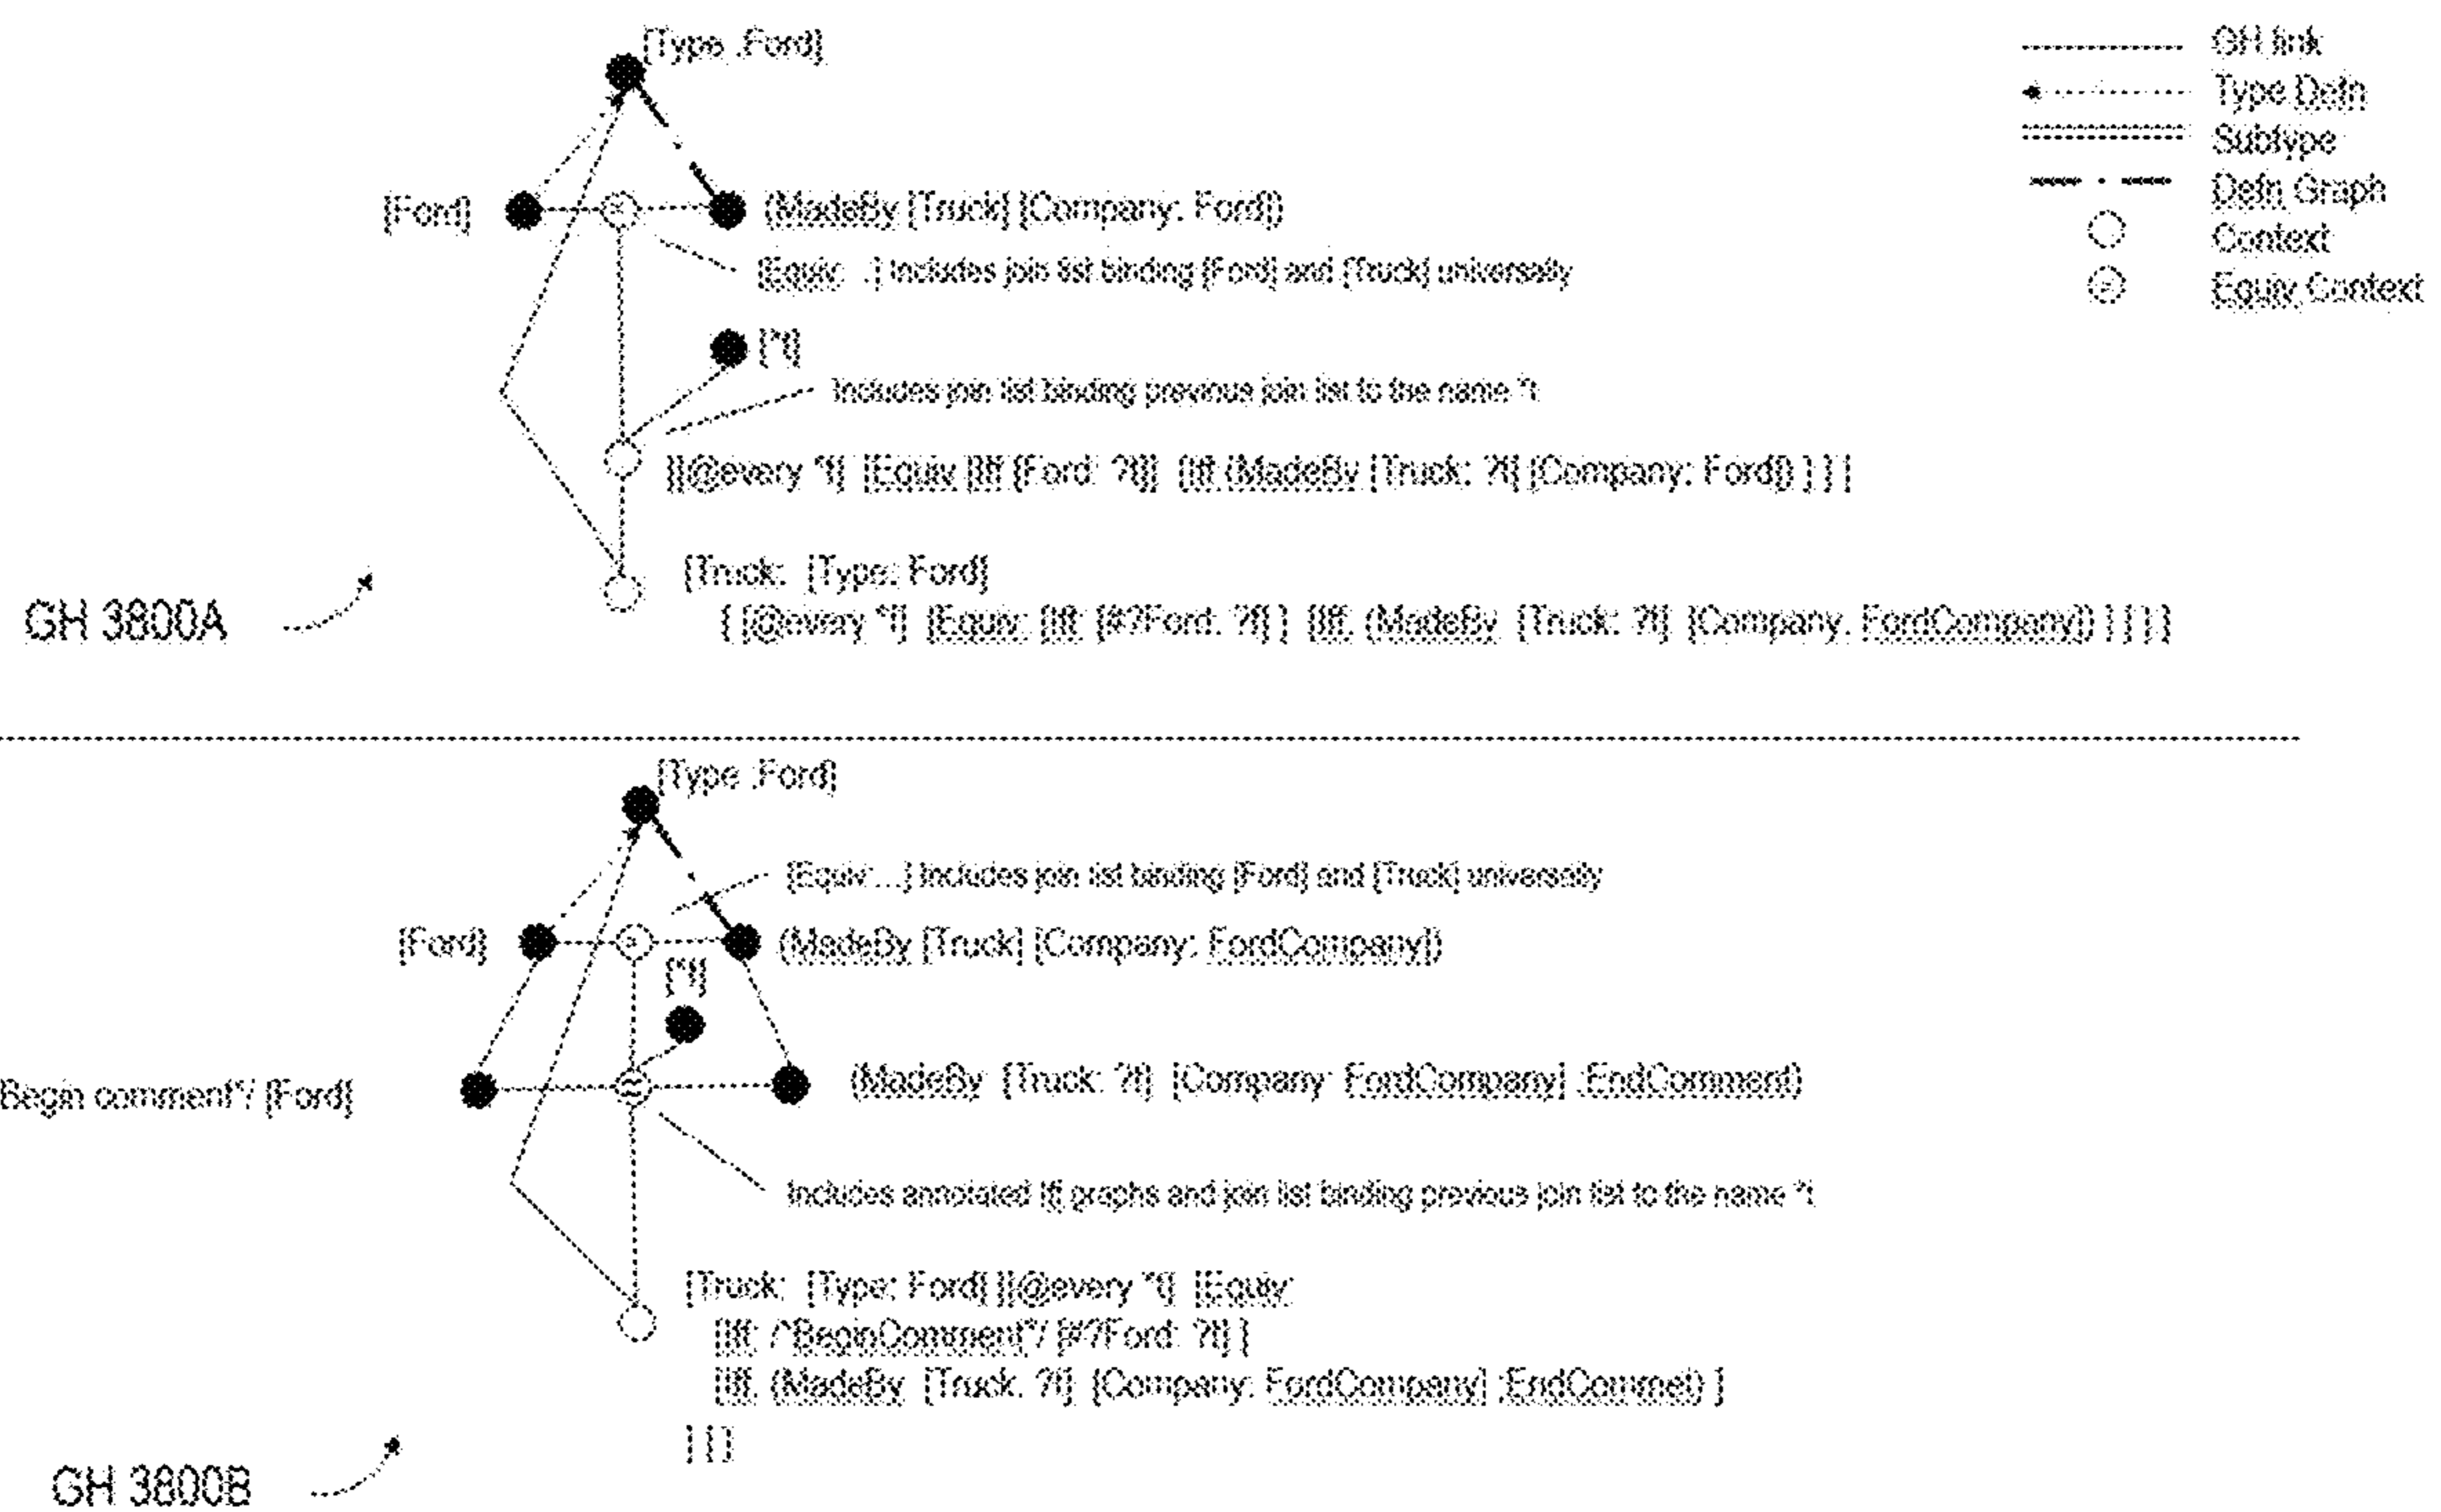 [Type :Ford]
GH link
Type Defn
Subtype
Defn Graph
Context
Equiv Context
[Ford]
(MadeBy [Truck] [Company: Ford])
[Equiv: ..] Includes join list binding [Ford] and [Truck] universally
[*t]
Includes join list binding previous join list to the name *t
[[@every *t] [Equiv [Iff [Ford: ?t]] [Iff (MadeBy [Truck: ?t] [Company: Ford]) ] ] ]
[Truck: [Type: Ford]
[ [@every *t] [Equiv: [Iff: [#?Ford: ?t] ] [Iff: (MadeBy [Truck: ?t] [Company: FordCompany]) ] ] ] ]
GH 3800A
[Type :Ford]
[Equiv:...] Includes join list binding [Ford] and [Truck] universally
[Ford]
(MadeBy [Truck] [Company: FordCompany])
[*t]
Begin comment*/ [Ford]
(MadeBy [Truck: ?t] [Company: FordCompany] ;EndComment)
Includes annotated Iff graphs and join list binding previous join list to the name *t
[Truck: [Type: Ford] [[@every *t] [Equiv:
[Iff: /*BeginComment*/ [#?Ford: ?t] ]
[Iff: (MadeBy [Truck: ?t] [Company: FordCompany] ;EndCommet) ]
] ] ]
GH 3800B